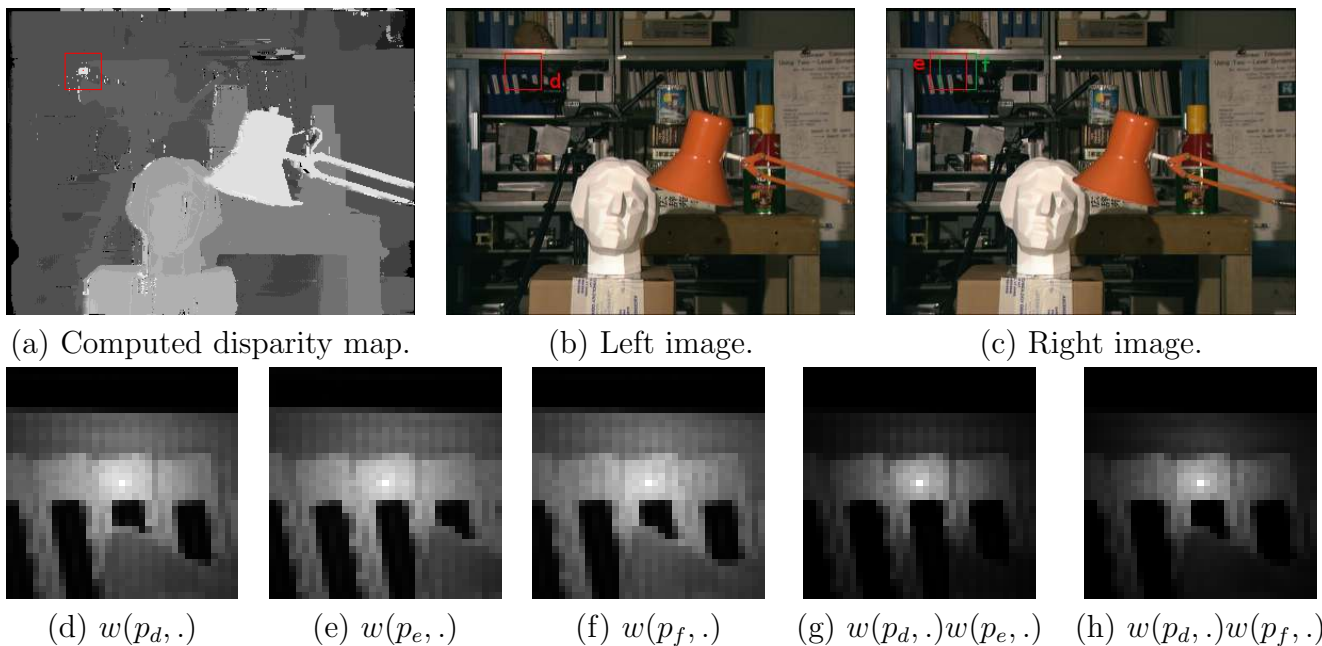 d
e
f
(a) Computed disparity map.
(b) Left image.
(c) Right image.
(d) w(p_d, .)
(e) w(p_e, .)
(f) w(p_f, .)
(g) w(p_d, .)w(p_e, .)
(h) w(p_d, .)w(p_f, .)